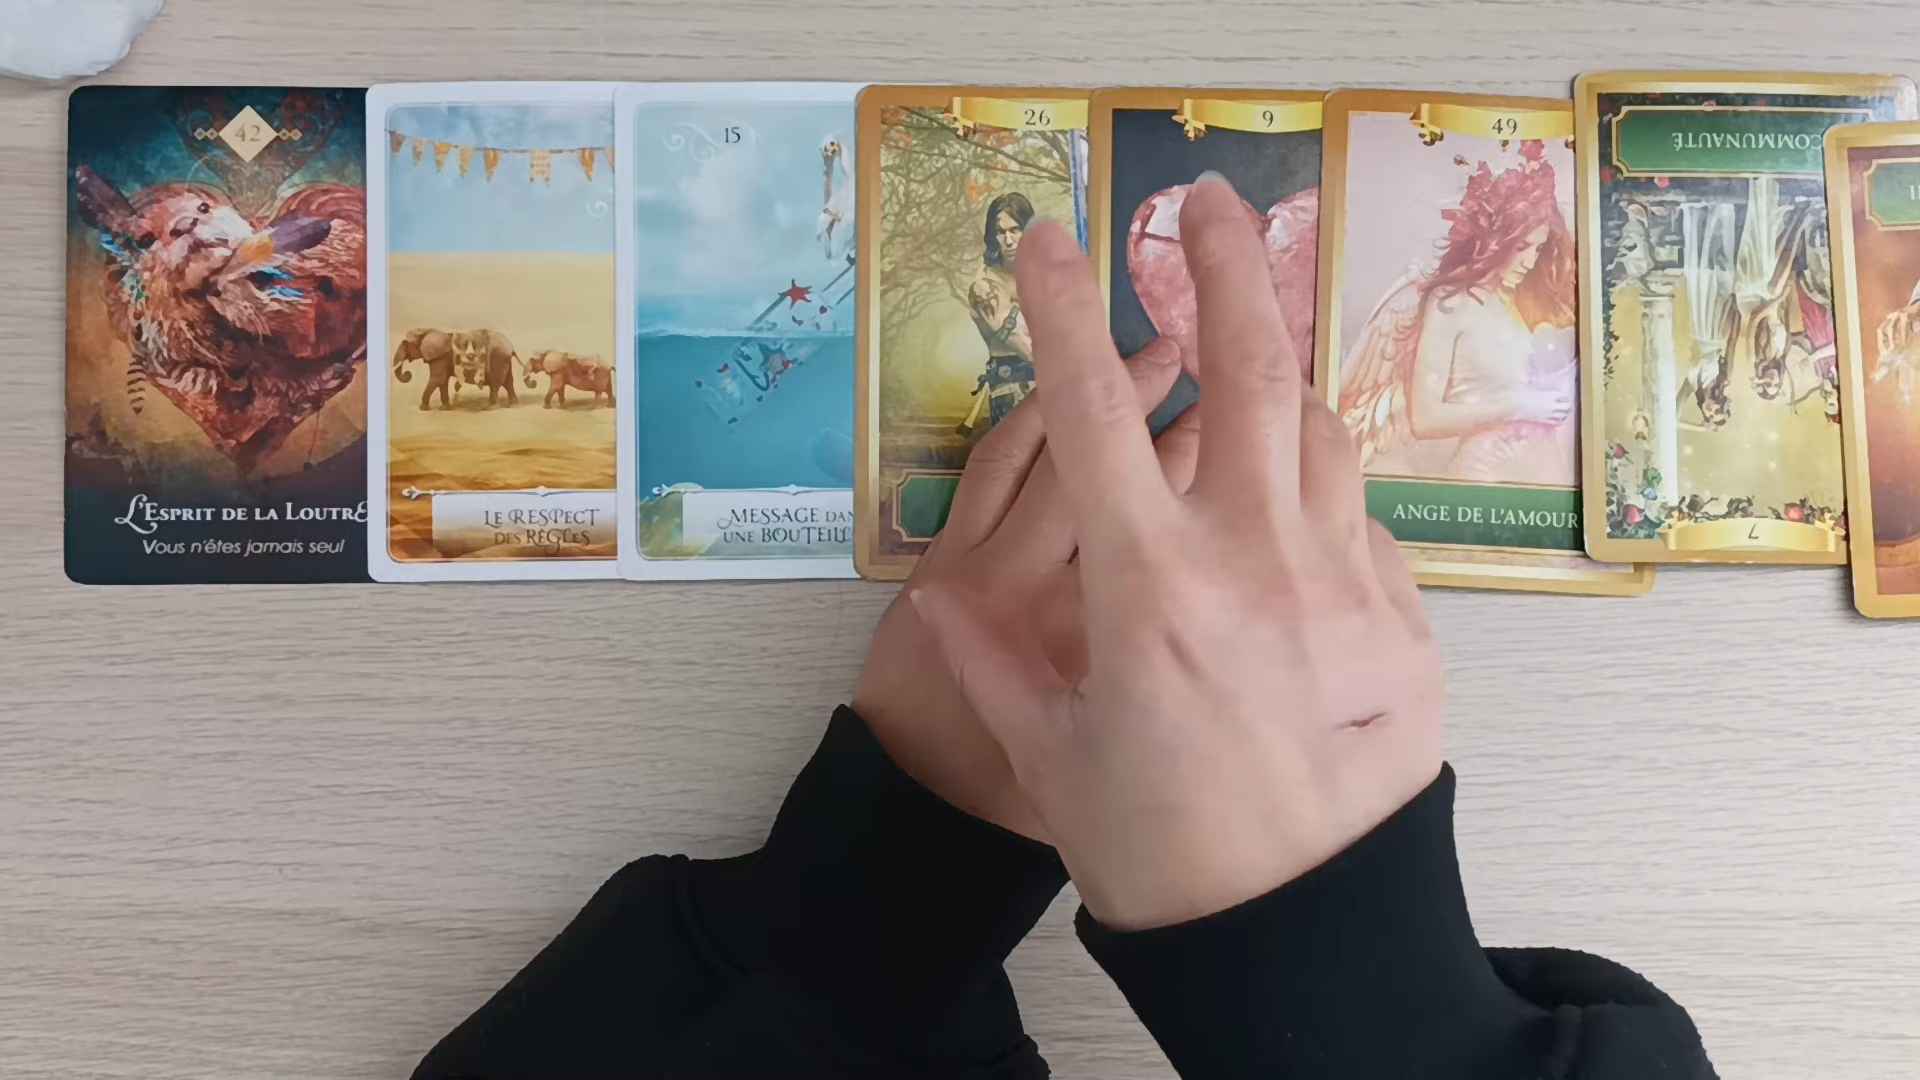 42
L'ESPRIT DE LA LOUTRE
Vous n'êtes jamais seul
LE RESPECT
DES RÈGLES
15
MESSAGE DAN
UNE BOUTEILL
26
9
49
ANGE DE L'AMOUR
COMMUNAUTÉ
7